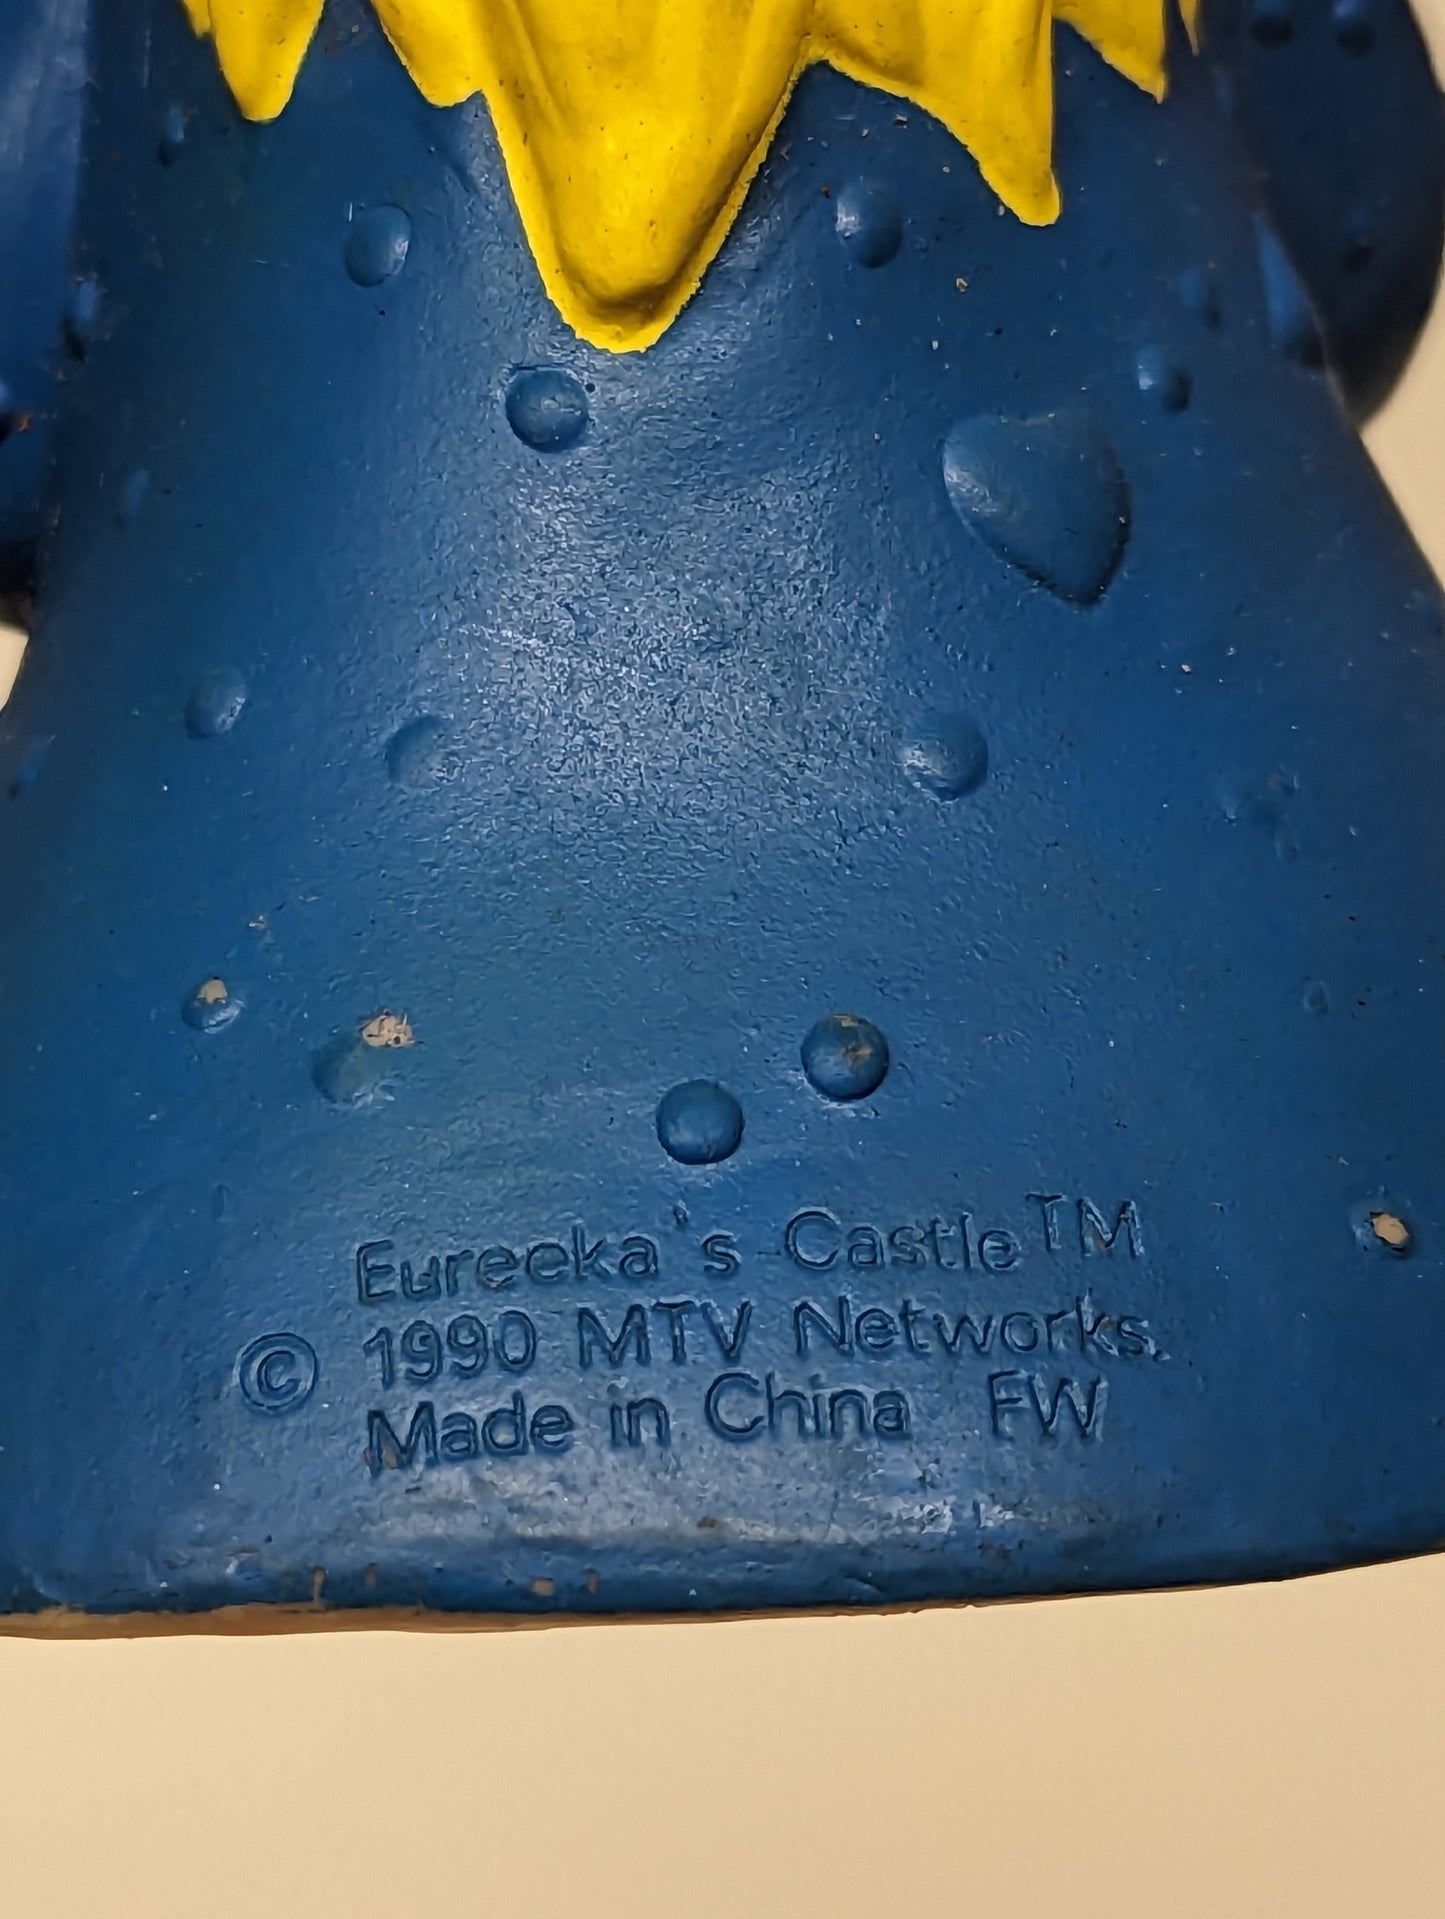 Eureeka's Castle™
© 1990 MTV Networks.
Made in China FW